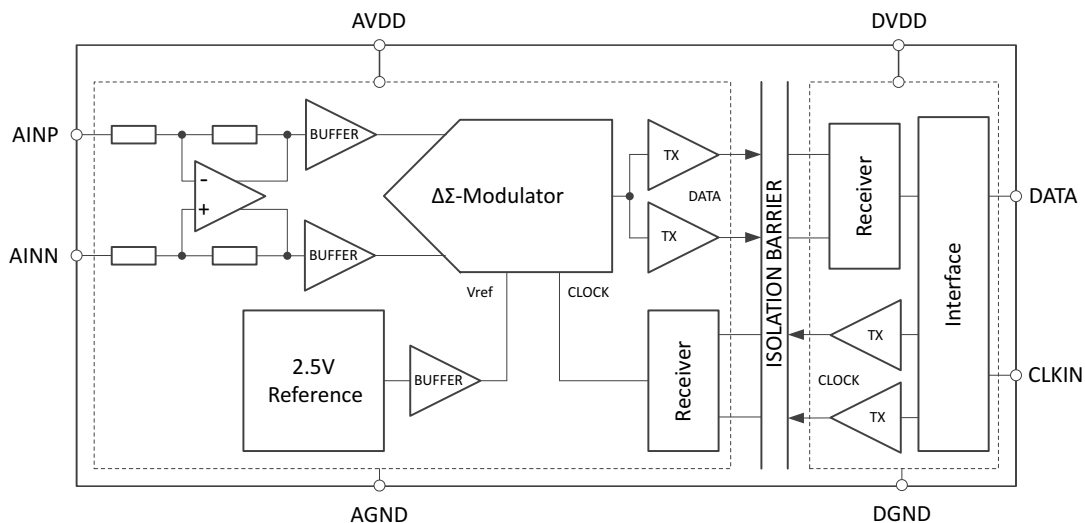 AVDD
DVDD
AINP
BUFFER
TX
-
+
ΔΣ-Modulator
DATA
TX
AINN
BUFFER
Vref
CLOCK
2.5V
Reference
BUFFER
Receiver
ISOLATION BARRIER
Receiver
Interface
DATA
TX
CLOCK
TX
CLKIN
AGND
DGND